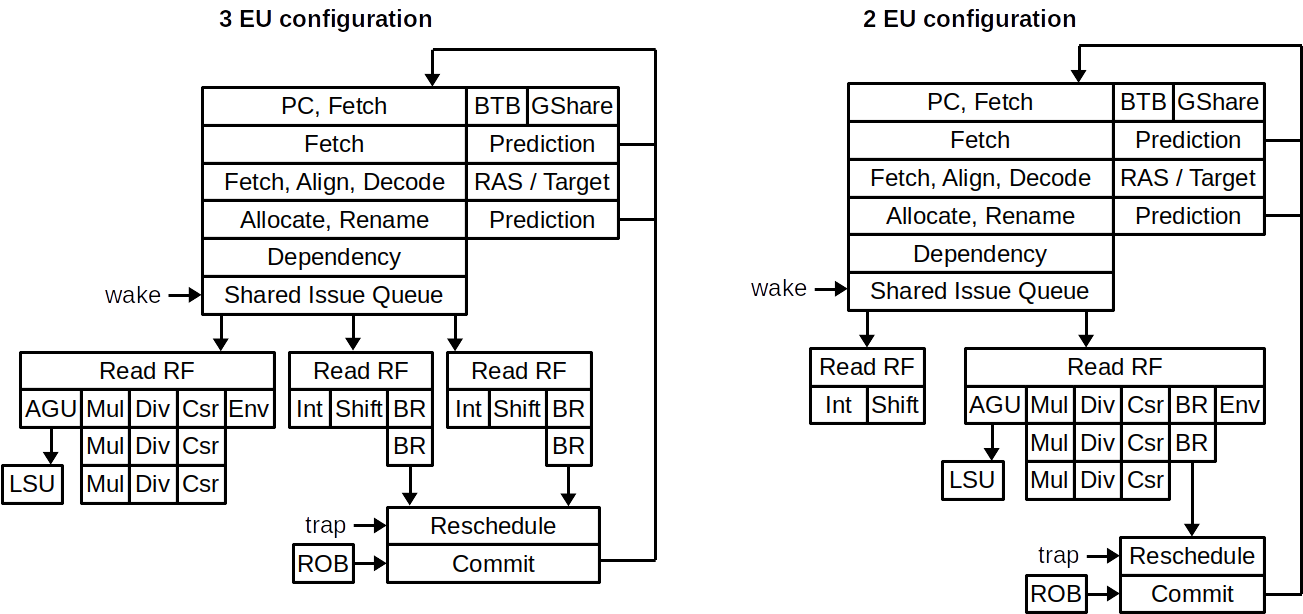 3 EU configuration
PC, Fetch BTB GShare
Fetch Prediction
Fetch, Align, Decode RAS / Target
Allocate, Rename Prediction
Dependency
wake Shared Issue Queue
Read RF Read RF Read RF
AGU Mul Div Csr Env Int Shift BR Int Shift BR
Mul Div Csr BR BR
LSU Mul Div Csr
trap Reschedule
ROB Commit
2 EU configuration
PC, Fetch BTB GShare
Fetch Prediction
Fetch, Align, Decode RAS / Target
Allocate, Rename Prediction
Dependency
wake Shared Issue Queue
Read RF Read RF
Int Shift AGU Mul Div Csr BR Env
Mul Div Csr BR
LSU Mul Div Csr
trap Reschedule
ROB Commit